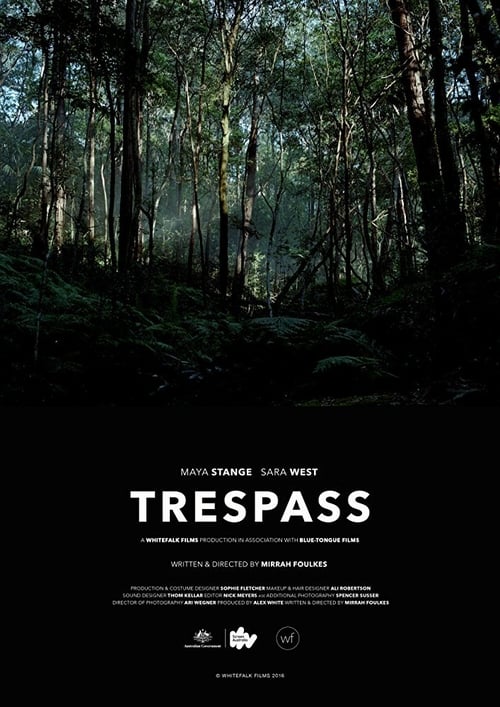 MAYA STANGE SARA WEST
TRESPASS
A WHITEFALK FILMS PRODUCTION IN ASSOCIATION WITH BLUE-TONGUE FILMS
WRITTEN & DIRECTED BY MIRRAH FOULKES
PRODUCTION & COSTUME DESIGNER SOPHIE FLETCHER MAKEUP & HAIR DESIGNER ALI ROBERTSON
SOUND DESIGNER THOM KELLAR EDITOR NICK MEYERS ASE ADDITIONAL PHOTOGRAPHY SPENCER SUSSER
DIRECTOR OF PHOTOGRAPHY ARI WEGNER PRODUCED BY ALEX WHITE WRITTEN & DIRECTED BY MIRRAH FOULKES
Australian Government
Screen
Australia
wf
© WHITEFALK FILMS 2016